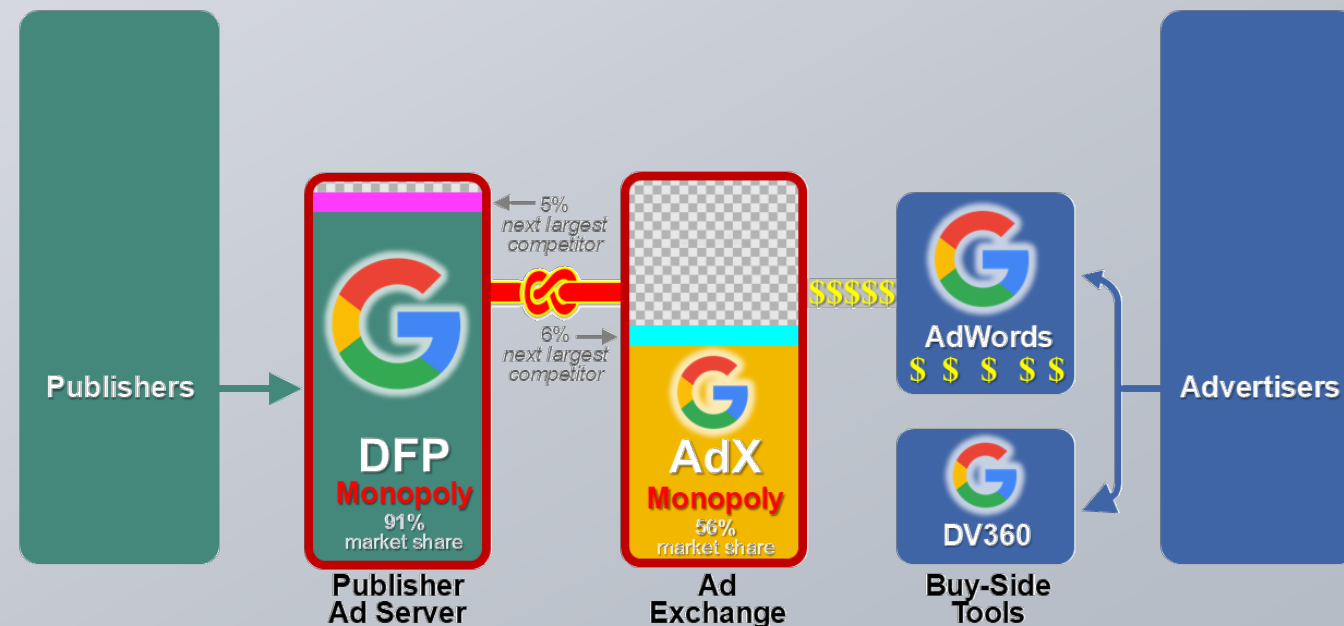 Publishers
DFP
Monopoly
91%
market share
Publisher
Ad Server
5%
next largest
competitor
6%
next largest
competitor
AdX
Monopoly
56%
market share
Ad
Exchange
$$$$$
AdWords
$ $ $ $ $
DV360
Buy-Side
Tools
Advertisers